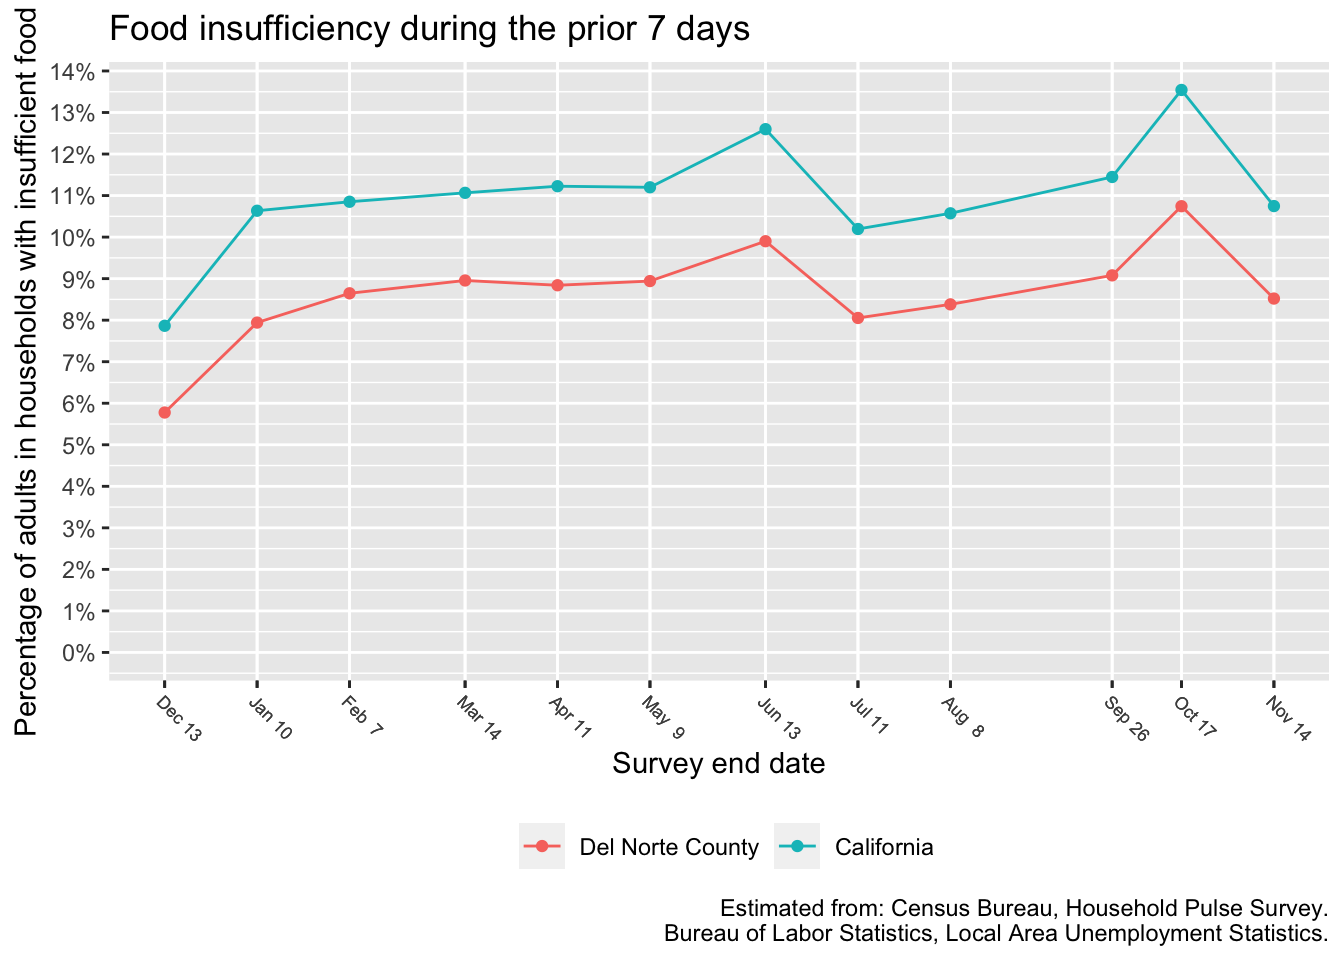 Food insufficiency during the prior 7 days
Percentage of adults in households with insufficient food
14%
13%
12%
11%
10%
9%
8%
7%
6%
5%
4%
3%
2%
1%
0%
Dec 13
Jan 10
Feb 7
Mar 14
Apr 11
May 9
Jun 13
Jul 11
Aug 8
Sep 26
Oct 17
Nov 14
Survey end date
Del Norte County
California
Estimated from: Census Bureau, Household Pulse Survey.
Bureau of Labor Statistics, Local Area Unemployment Statistics.